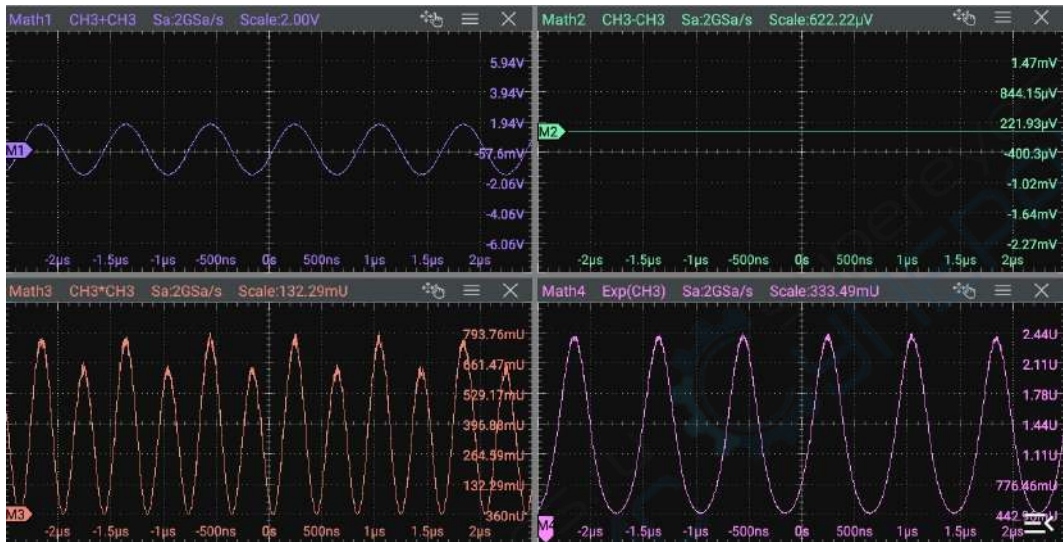 Math1 CH3+CH3 Sa:2GSa/s Scale:2.00V
5.94V
3.94V
1.94V
M1
-57.6mV
-2.06V
-4.06V
-6.06V
-2µs -1.5µs -1µs -500ns 0s 500ns 1µs 1.5µs 2µs
Math2 CH3-CH3 Sa:2GSa/s Scale:622.22µV
1.47mV
844.15µV
221.93µV
M2
-400.3µV
-1.02mV
-1.64mV
-2.27mV
-2µs -1.5µs -1µs -500ns 0s 500ns 1µs 1.5µs 2µs
Math3 CH3*CH3 Sa:2GSa/s Scale:132.29mU
793.76mU
661.47mU
529.17mU
396.88mU
264.59mU
132.29mU
M3
360nU
-2µs -1.5µs -1µs -500ns 0s 500ns 1µs 1.5µs 2µs
Math4 Exp(CH3) Sa:2GSa/s Scale:333.49mU
2.44U
2.11U
1.78U
1.44U
1.11U
776.46mU
M4
-2µs -1.5µs -1µs -500ns 0s 500ns 1µs 1.5µs 2µs